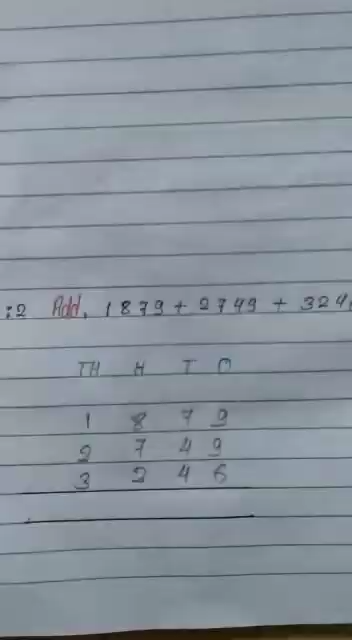 :2 Add, 1879 + 2749 + 324
TH H T O
1 8 7 9
2 7 4 9
3 2 4 6